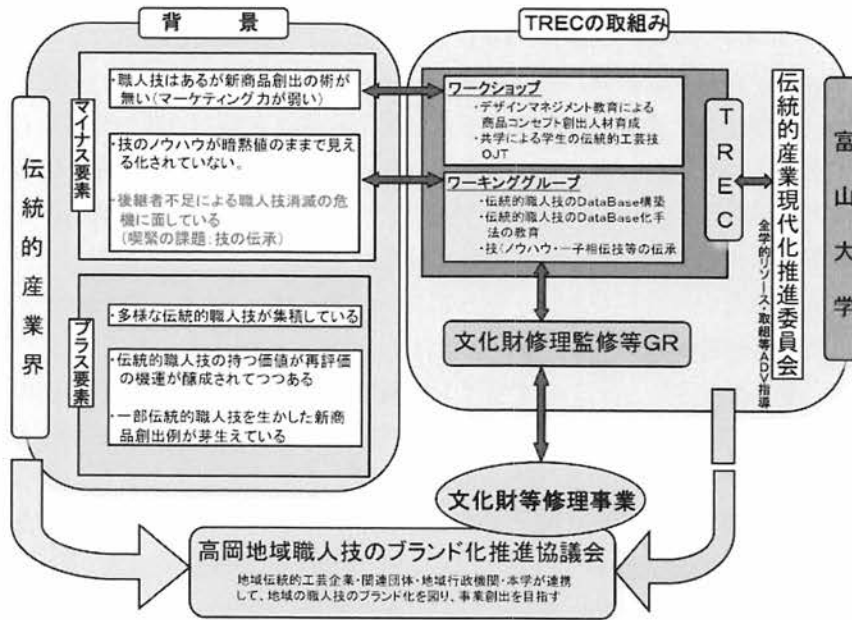 背　景
伝統的産業界
マイナス要素
・職人技はあるが新商品創出の術が
無い(マーケティング力が弱い)
・技のノウハウが暗黙値のままで見え
る化されていない。
・後継者不足による職人技消滅の危
機に面している
(喫緊の課題:技の伝承)
プラス要素
・多様な伝統的職人技が集積している
・伝統的職人技の持つ価値が再評価
の機運が醸成されてつつある
・一部伝統的職人技を生かした新商
品創出例が芽生えている
TRECの取組み
ワークショップ
・デザインマネジメント教育による
商品コンセプト創出人材育成
・共学による学生の伝統的工芸技
OJT
ワーキンググループ
・伝統的職人技のDataBase構築
・伝統的職人技のDataBase化手
法の教育
・技(ノウハウ・一子相伝技等の伝承
TREC
伝統的産業現代化推進委員会
全学的リソース・取組等ADV指導
富山大学
文化財修理監修等GR
文化財等修理事業
高岡地域職人技のブランド化推進協議会
地域伝統的工芸企業・関連団体・地域行政機関・本学が連携
して、地域の職人技のブランド化を図り、事業創出を目指す